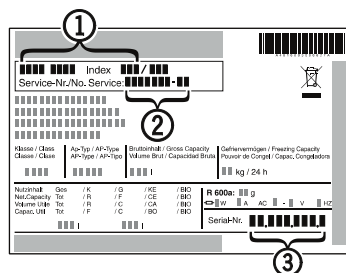 1
Index /
Service-Nr./No. Service: -
2
Klasse / Class
Classe / Clase
Ap-Typ / AP-Type
AP-Type / AP-Tipo
Bruttoinhalt / Gross Capacity
Volume Brut / Capacidad Bruta
Gefriervermögen / Freezing Capacity
Pouvoir de Congel / Capac, Congeladora
l
kg / 24 h
Nutzinhalt Ges / K / G / KE / BIO
Net.Capacity Tot / R / F / CE / BIO
Volume Utile Tot / R / C / CA / BIO
Capac. Util Tot / F / C / BO / BIO
l
l
R 600a: g
W A AC - V HZ
Serial-Nr.
3